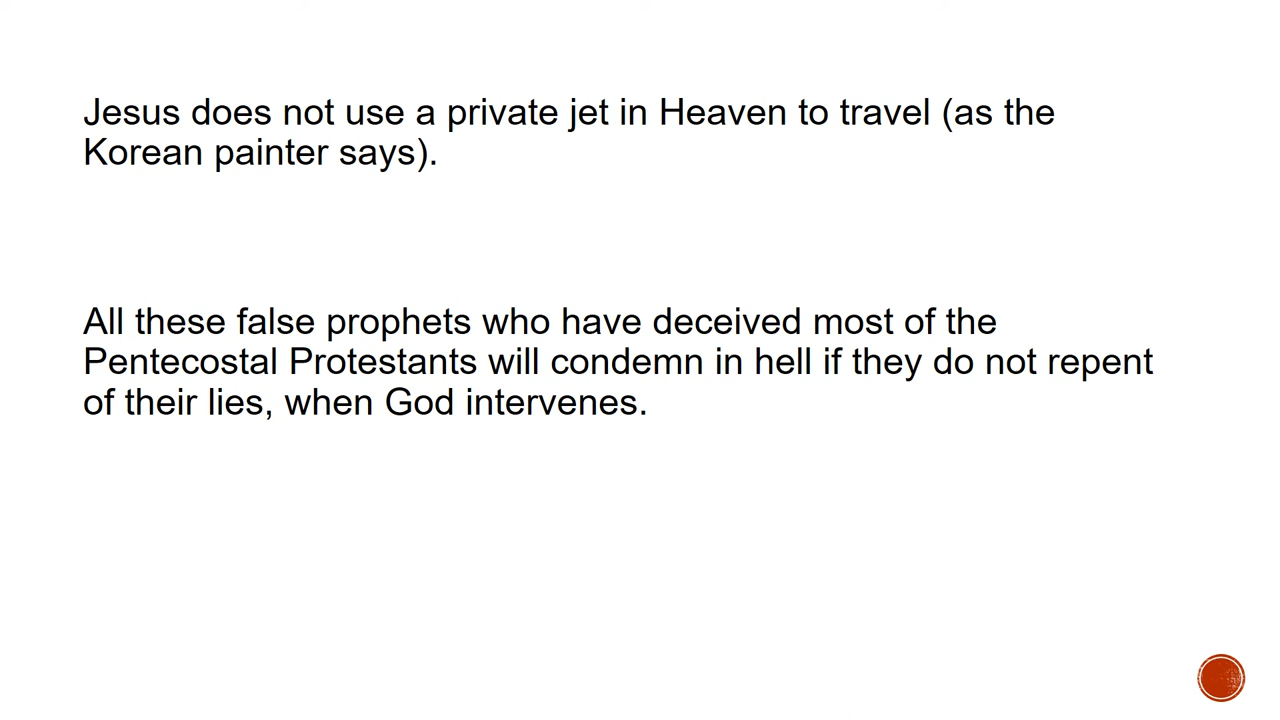 Jesus does not use a private jet in Heaven to travel (as the
Korean painter says).
All these false prophets who have deceived most of the
Pentecostal Protestants will condemn in hell if they do not repent
of their lies, when God intervenes.